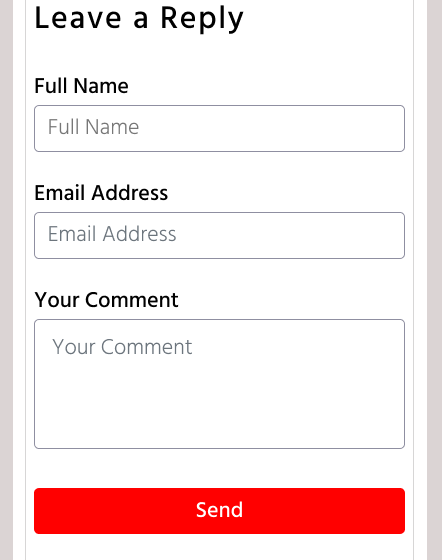 Leave a Reply
Full Name
Full Name
Email Address
Email Address
Your Comment
Your Comment
Send